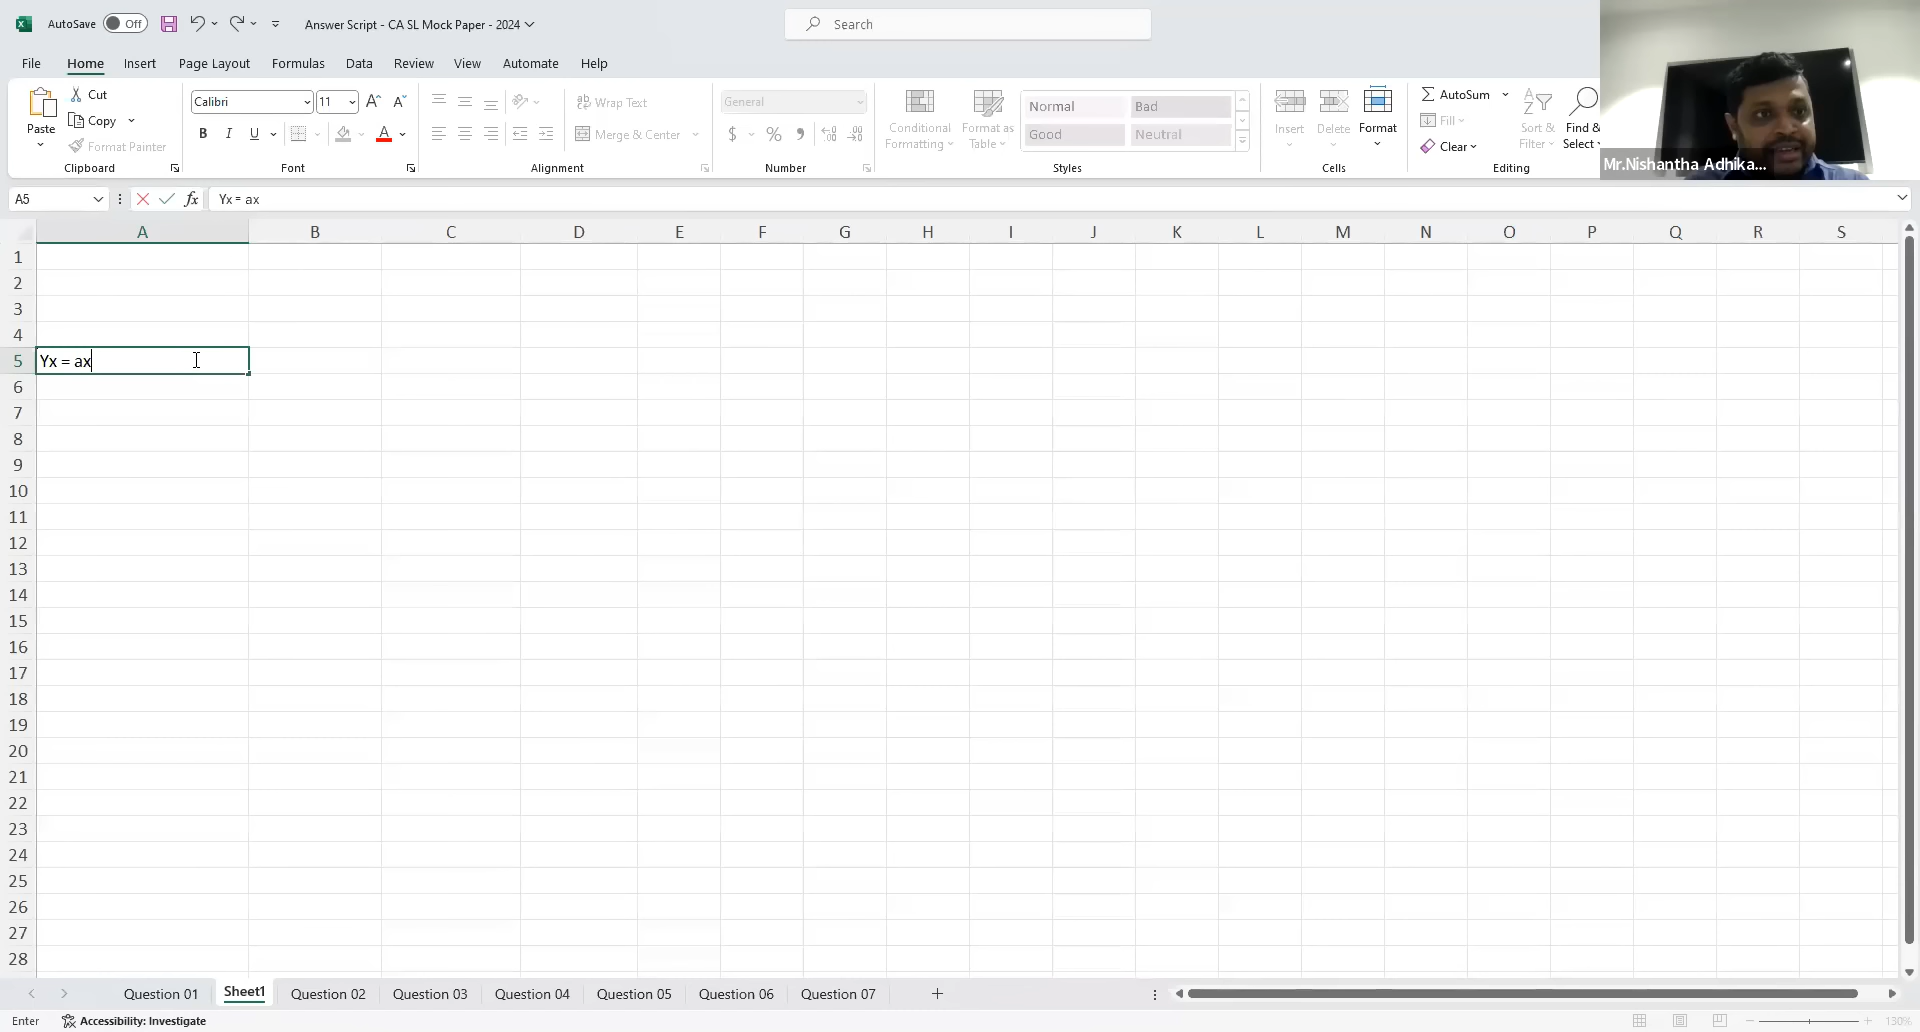 AutoSave Off Answer Script - CA SL Mock Paper - 2024 Search
File Home Insert Page Layout Formulas Data Review View Automate Help
Paste Cut Copy Format Painter Clipboard
Calibri 11 A A B I U A Font
ab Wrap Text Merge & Center Alignment
General $ % Number
Conditional Formatting Format as Table Normal Bad Good Neutral Styles
Insert Delete Format Cells
AutoSum Fill Clear Sort & Filter Find & Select Editing
Mr.Nishantha Adhika...
A5 fx Yx = ax
A B C D E F G H I J K L M N O P Q R S
1
2
3
4
5 Yx = ax
6
7
8
9
10
11
12
13
14
15
16
17
18
19
20
21
22
23
24
25
26
27
28
Question 01 Sheet1 Question 02 Question 03 Question 04 Question 05 Question 06 Question 07
Enter Accessibility: Investigate 130%